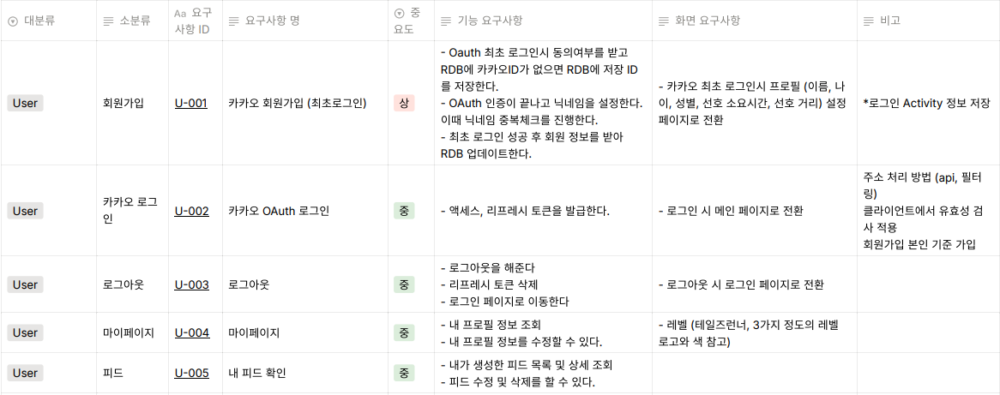 대분류
소분류
Aa 요구
사항 ID
요구사항 명
중
요도
기능 요구사항
화면 요구사항
비고
User
회원가입
U-001
카카오 회원가입 (최초로그인)
상
- Oauth 최초 로그인시 동의여부를 받고
RDB에 카카오ID가 없으면 RDB에 저장 ID
를 저장한다.
- OAuth 인증이 끝나고 닉네임을 설정한다.
이때 닉네임 중복체크를 진행한다.
- 최초 로그인 성공 후 회원 정보를 받아
RDB 업데이트한다.
- 카카오 최초 로그인시 프로필 (이름, 나
이, 성별, 선호 소요시간, 선호 거리) 설정
페이지로 전환
*로그인 Activity 정보 저장
User
카카오 로그
인
U-002
카카오 OAuth 로그인
중
- 액세스, 리프레시 토큰을 발급한다.
- 로그인 시 메인 페이지로 전환
주소 처리 방법 (api, 필터
링)
클라이언트에서 유효성 검
사 적용
회원가입 본인 기준 가입
User
로그아웃
U-003
로그아웃
중
- 로그아웃을 해준다
- 리프레시 토큰 삭제
- 로그인 페이지로 이동한다
- 로그아웃 시 로그인 페이지로 전환
User
마이페이지
U-004
마이페이지
중
- 내 프로필 정보 조회
- 내 프로필 정보를 수정할 수 있다.
- 레벨 (테일즈런너, 3가지 정도의 레벨
로고와 색 참고)
User
피드
U-005
내 피드 확인
중
- 내가 생성한 피드 목록 및 상세 조회
- 피드 수정 및 삭제를 할 수 있다.